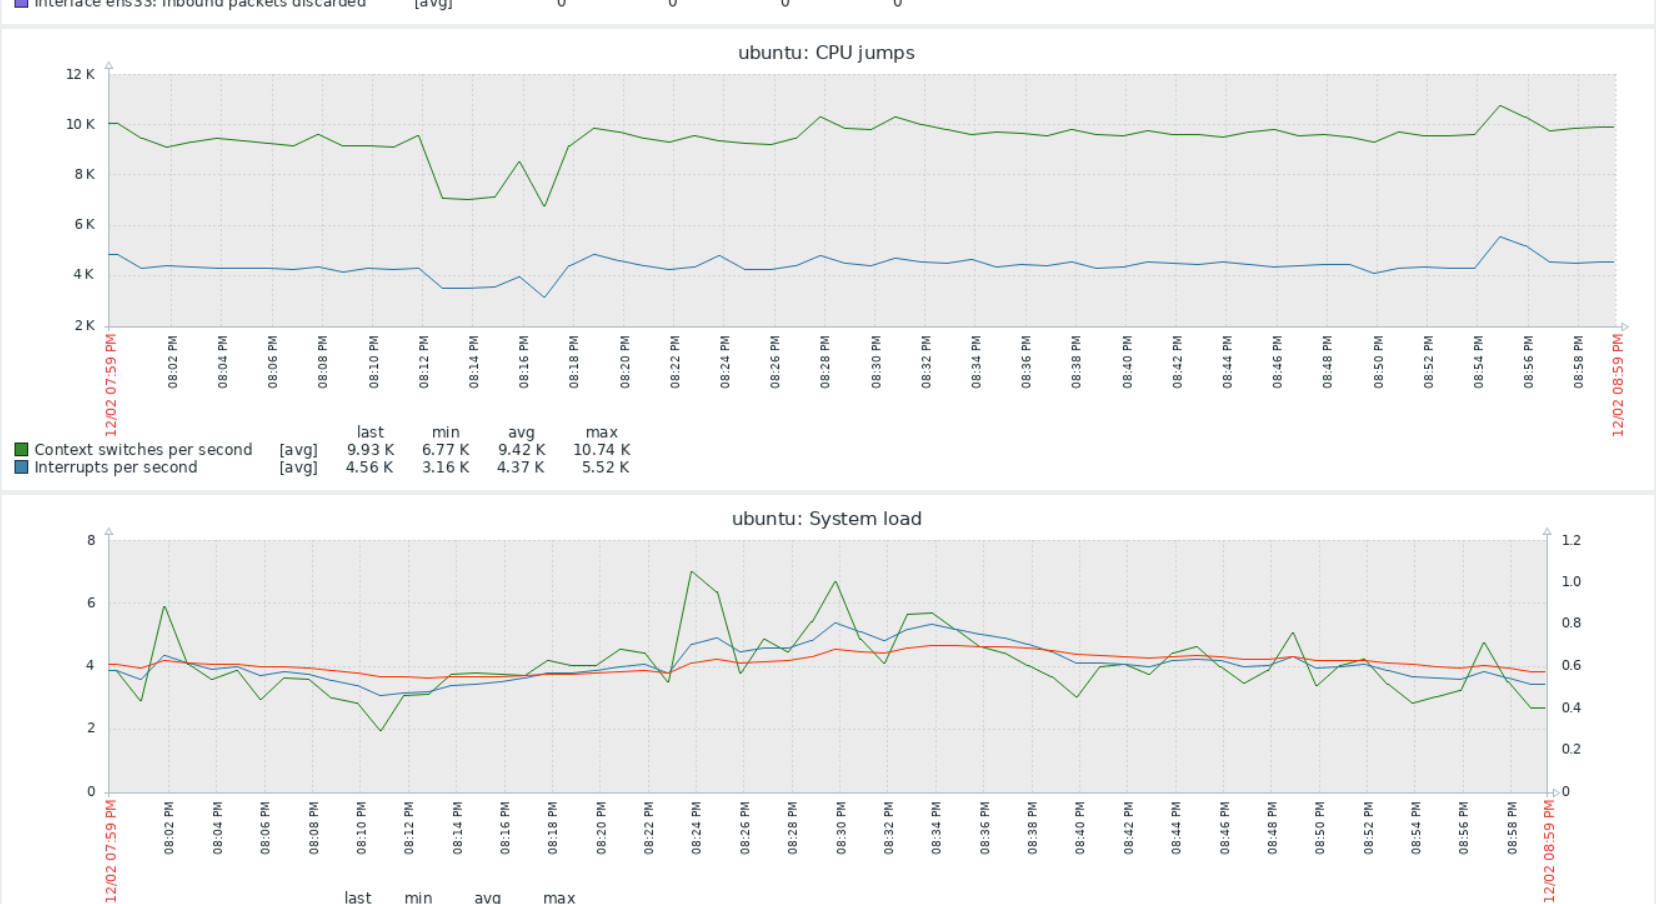 Interface ens33: Inbound packets discarded [avg] 0 0 0 0
ubuntu: CPU jumps
12 K
10 K
8 K
6 K
4 K
2 K
12/02 07:59 PM 08:02 PM 08:04 PM 08:06 PM 08:08 PM 08:10 PM 08:12 PM 08:14 PM 08:16 PM 08:18 PM 08:20 PM 08:22 PM 08:24 PM 08:26 PM 08:28 PM 08:30 PM 08:32 PM 08:34 PM 08:36 PM 08:38 PM 08:40 PM 08:42 PM 08:44 PM 08:46 PM 08:48 PM 08:50 PM 08:52 PM 08:54 PM 08:56 PM 08:58 PM 12/02 08:59 PM
last min avg max
Context switches per second [avg] 9.93 K 6.77 K 9.42 K 10.74 K
Interrupts per second [avg] 4.56 K 3.16 K 4.37 K 5.52 K
ubuntu: System load
8 1.2
1.0
6
0.8
4 0.6
0.4
2
0.2
0 0
12/02 07:59 PM 08:02 PM 08:04 PM 08:06 PM 08:08 PM 08:10 PM 08:12 PM 08:14 PM 08:16 PM 08:18 PM 08:20 PM 08:22 PM 08:24 PM 08:26 PM 08:28 PM 08:30 PM 08:32 PM 08:34 PM 08:36 PM 08:38 PM 08:40 PM 08:42 PM 08:44 PM 08:46 PM 08:48 PM 08:50 PM 08:52 PM 08:54 PM 08:56 PM 08:58 PM 12/02 08:59 PM
last min avg max